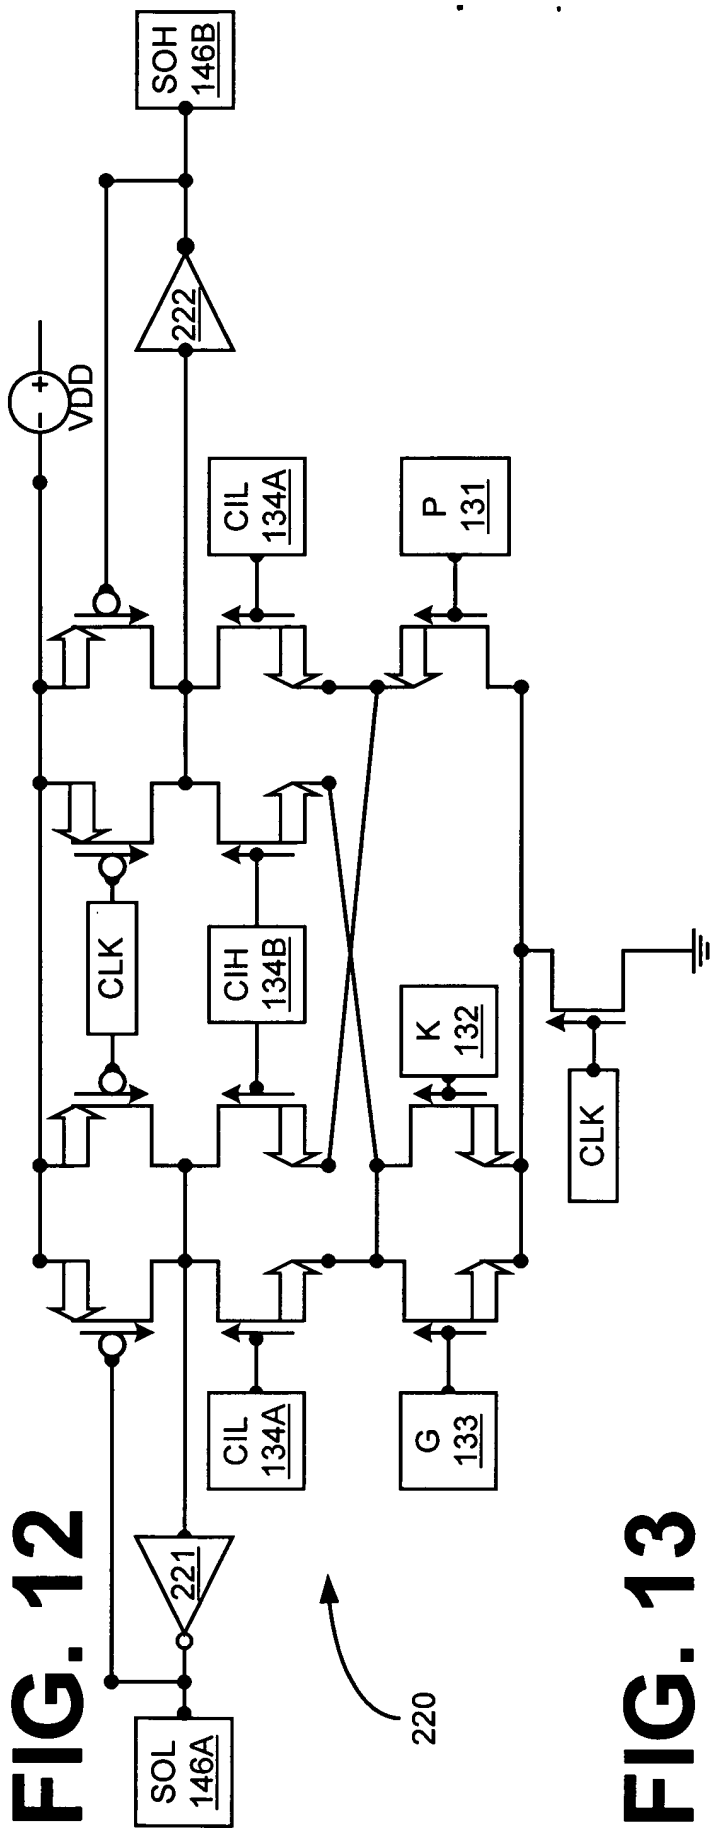 FIG. 12
SOL
146A
221
220
CIL
134A
G
133
CLK
CIH
134B
K
132
CLK
CIL
134A
P
131
VDD
- +
222
SOH
146B
FIG. 13